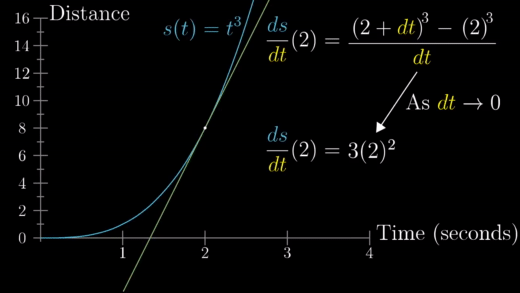 Distance
s(t) = t³
ds/dt (2) = ((2 + dt)³ − (2)³) / dt
As dt → 0
ds/dt (2) = 3(2)²
16
14
12
10
8
6
4
2
0
1 2 3 4
Time (seconds)